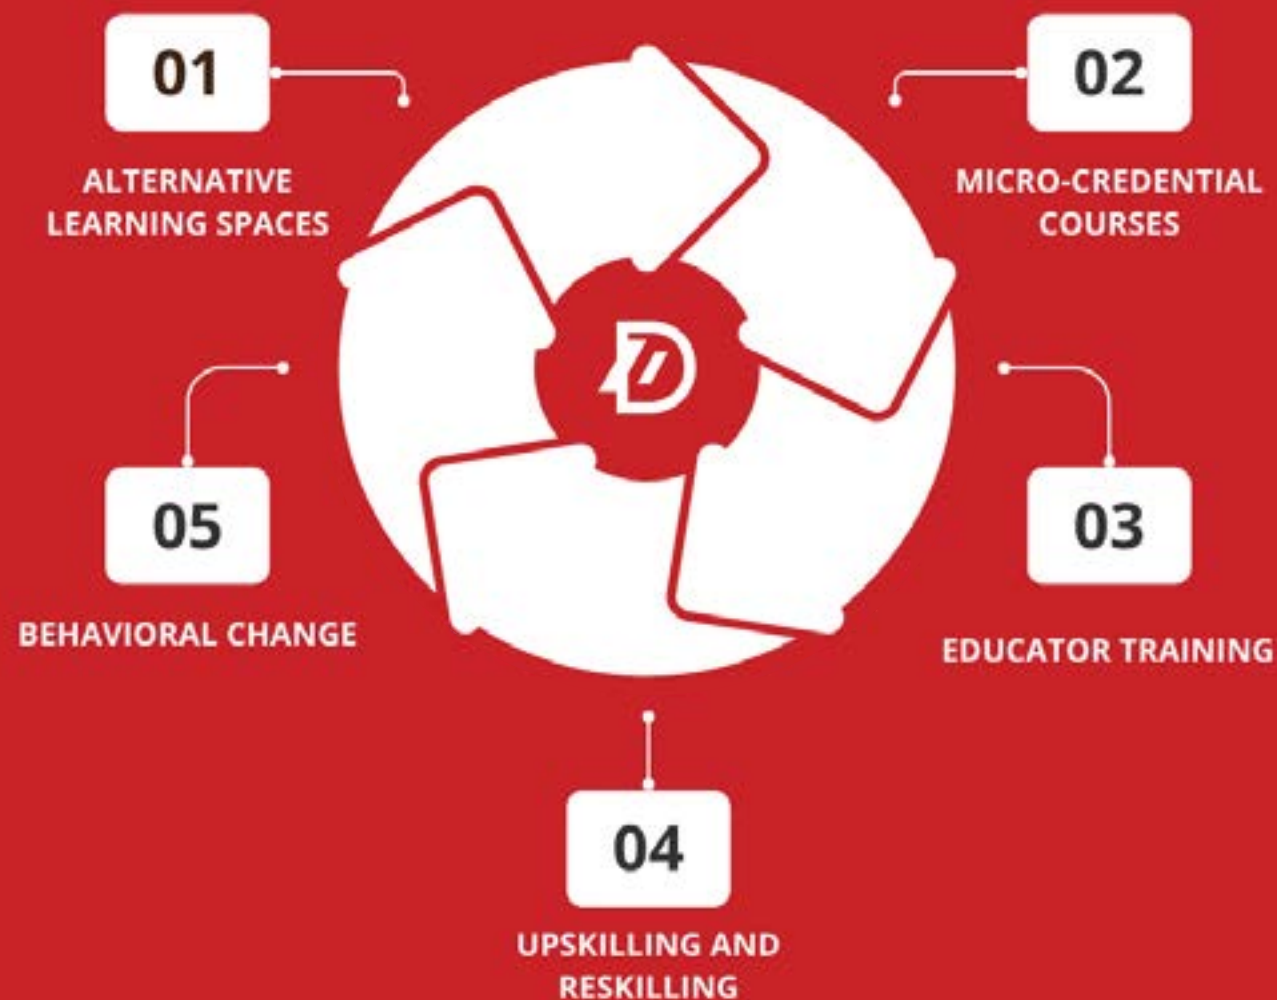 01
ALTERNATIVE
LEARNING SPACES
02
MICRO-CREDENTIAL
COURSES
03
EDUCATOR TRAINING
04
UPSKILLING AND
RESKILLING
05
BEHAVIORAL CHANGE